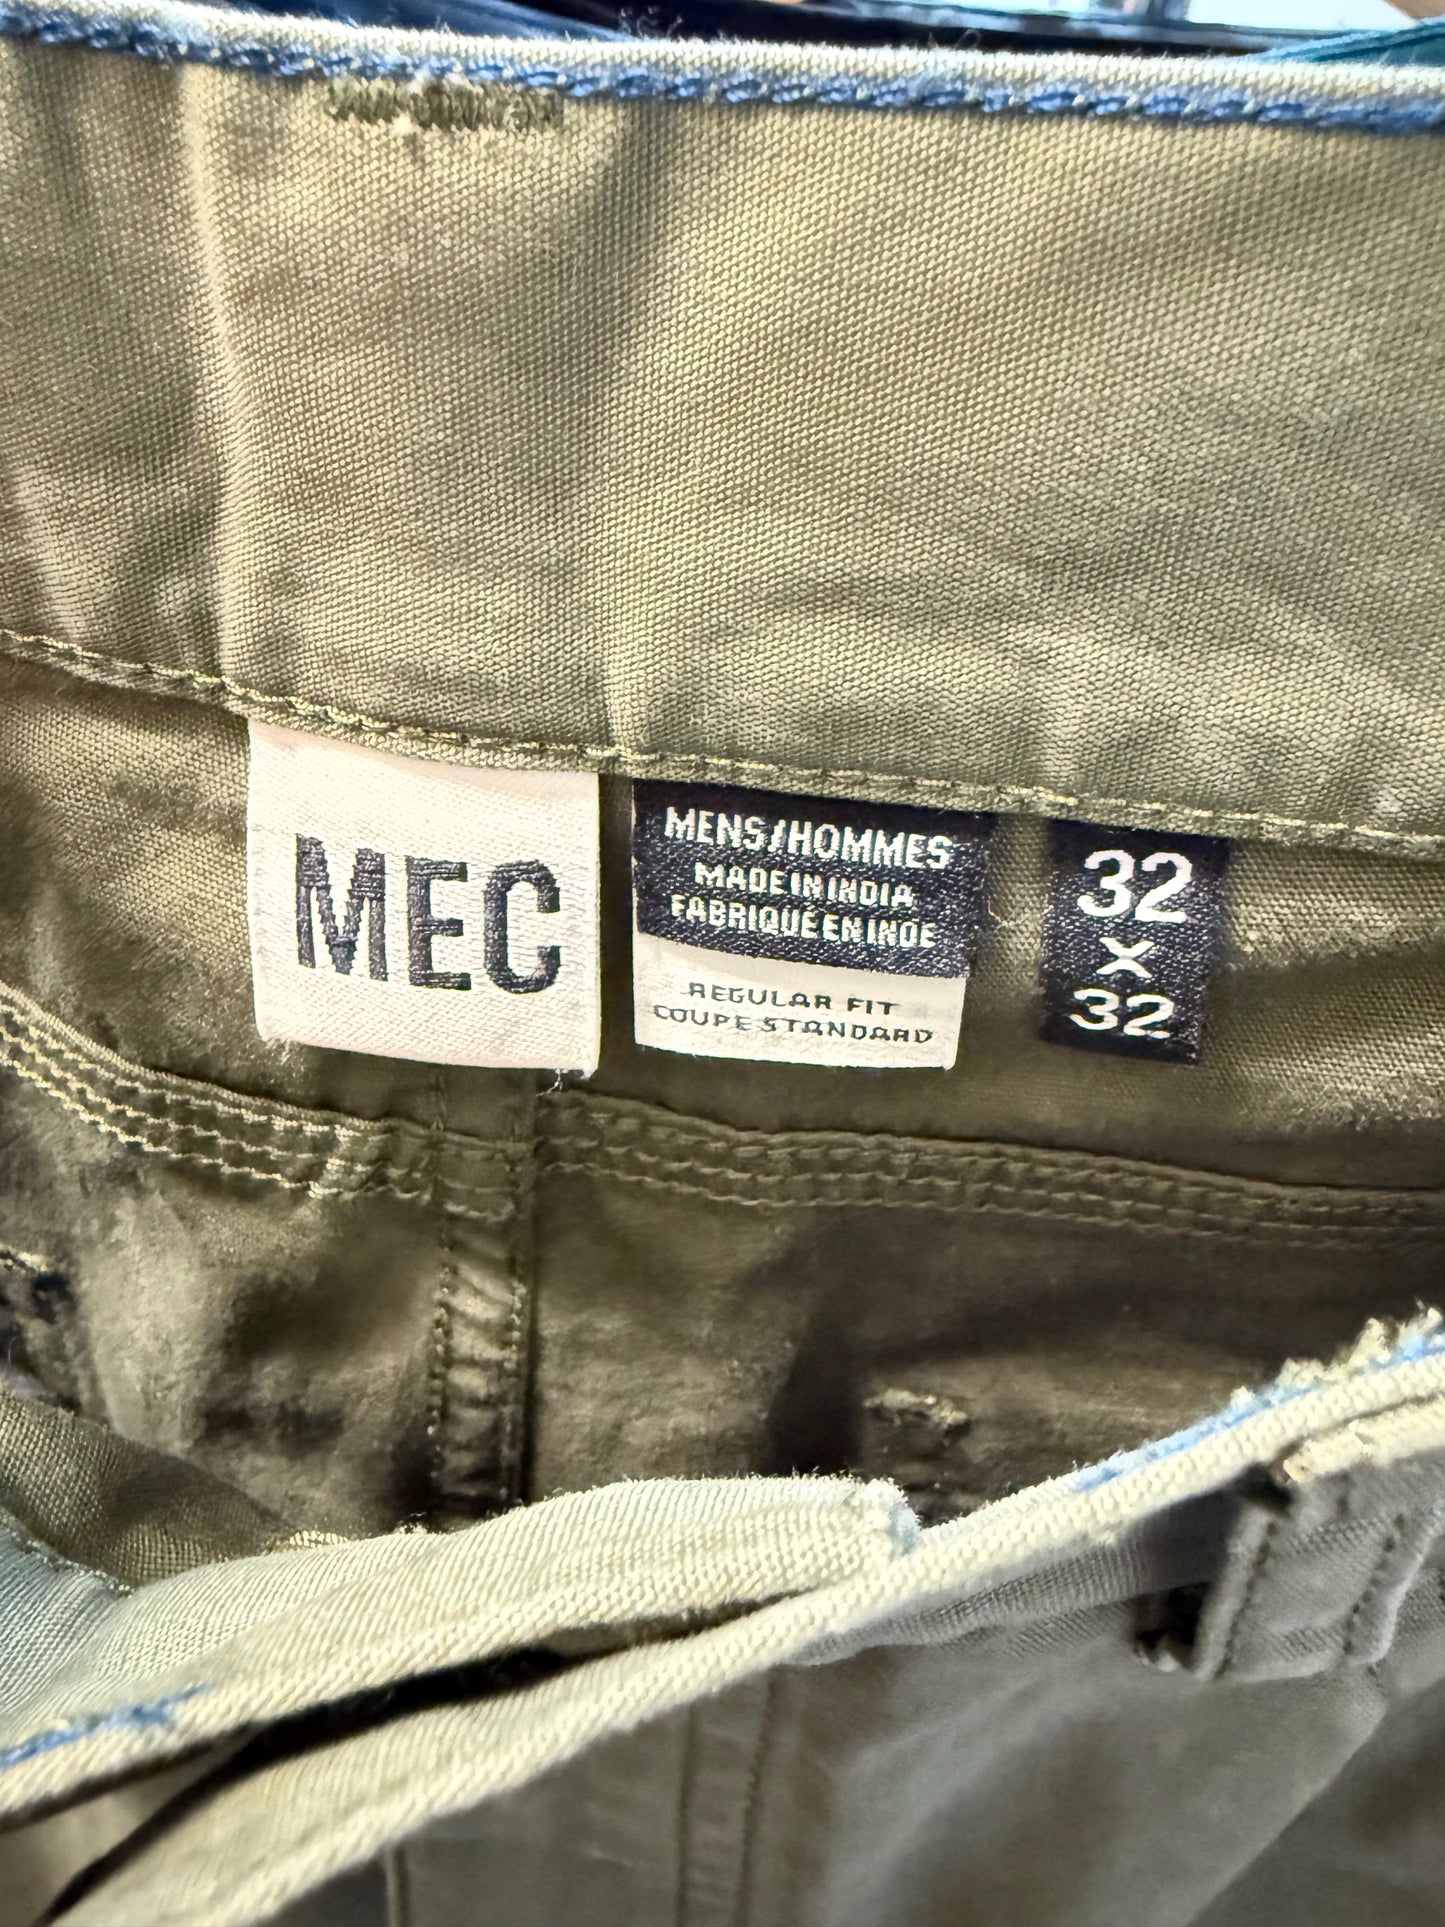 MEC
MENS/HOMMES
MADE IN INDIA
FABRIQUÉ EN INDE
REGULAR FIT
COUPE STANDARD
32
x
32